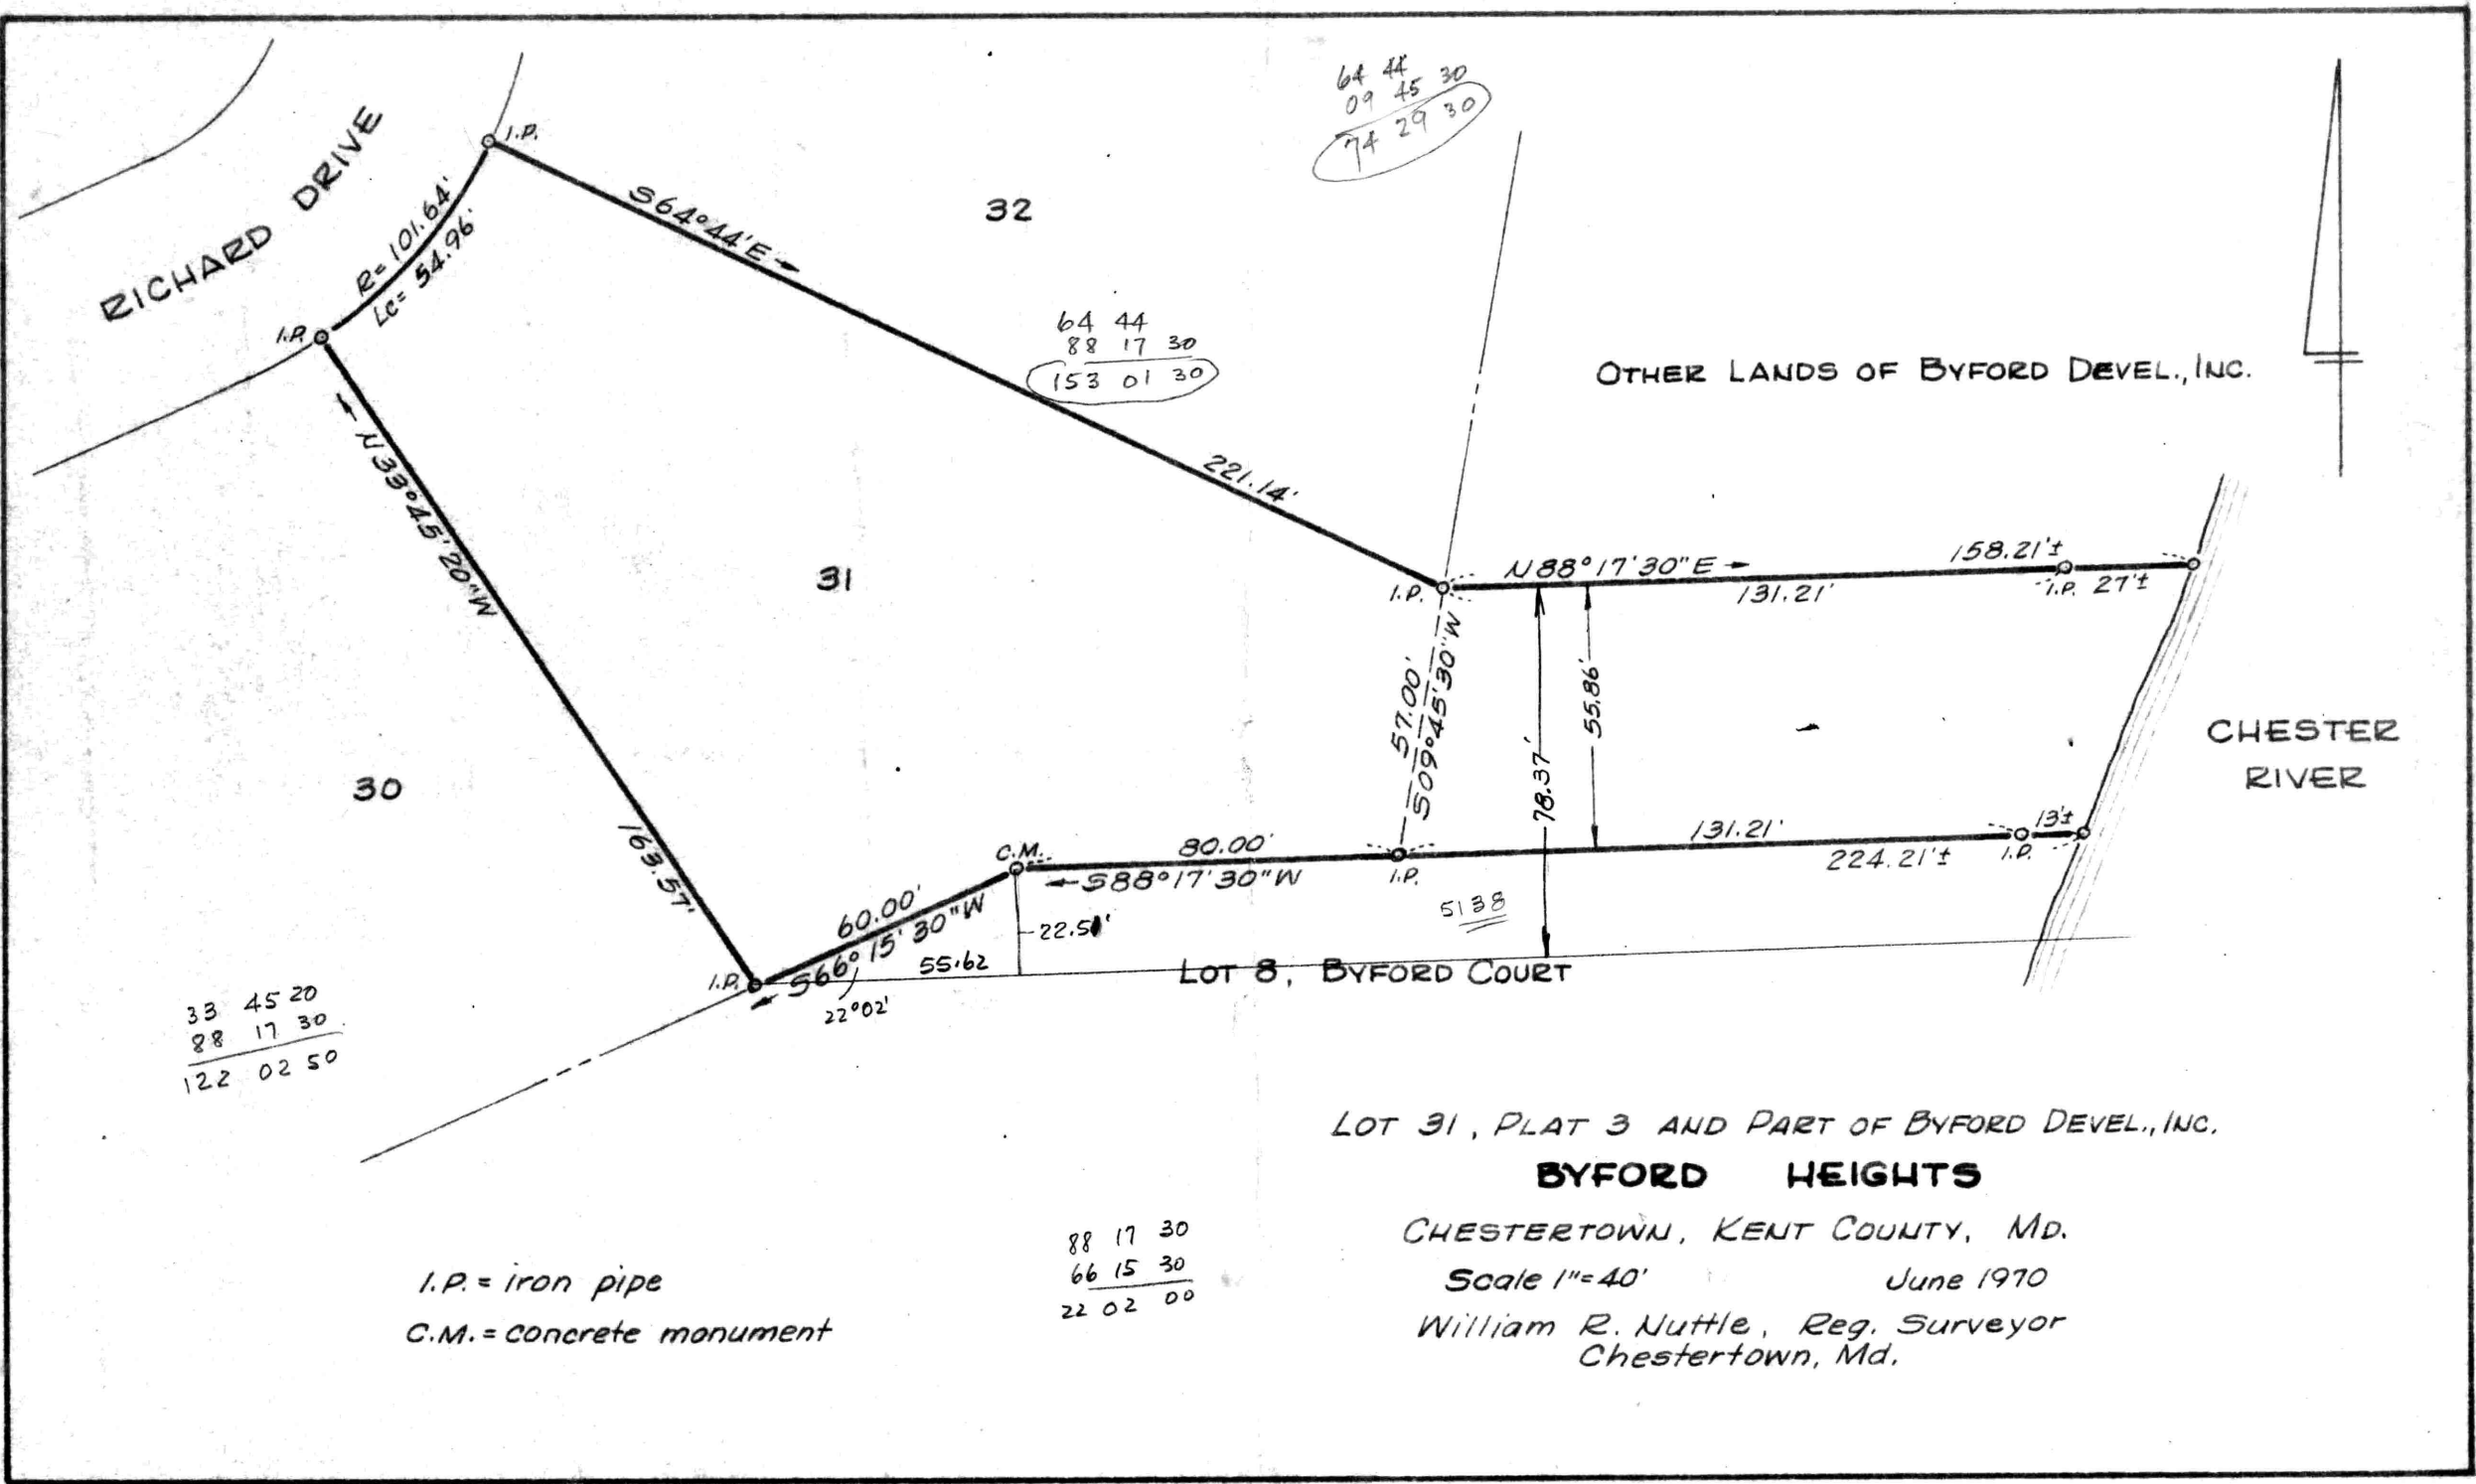 64 44
09 45 30
74 29 30
I.P.
RICHARD DRIVE
R=101.64'
LC=54.96'
I.P.
S64°44'E
221.14'
32
64 44
88 17 30
153 01 30
OTHER LANDS OF BYFORD DEVEL., INC.
N33°45'20"W
163.57'
31
30
I.P.
N88°17'30"E
158.21'±
131.21'
I.P. 27'±
57.00'
S09°45'30"W
78.37'
55.86'
CHESTER
RIVER
C.M.
80.00'
S88°17'30"W
I.P.
131.21'
224.21'±
13'±
I.P.
60.00'
S66°15'30"W
22°02'
55.62
5138
I.P.
LOT 8, BYFORD COURT
33 45 20
88 17 30
122 02 50
LOT 31, PLAT 3 AND PART OF BYFORD DEVEL., INC.
BYFORD HEIGHTS
CHESTERTOWN, KENT COUNTY, MD.
Scale 1"=40' June 1970
William R. Nuttle, Reg. Surveyor
Chestertown, Md.
I.P. = iron pipe
C.M. = concrete monument
88 17 30
66 15 30
22 02 00